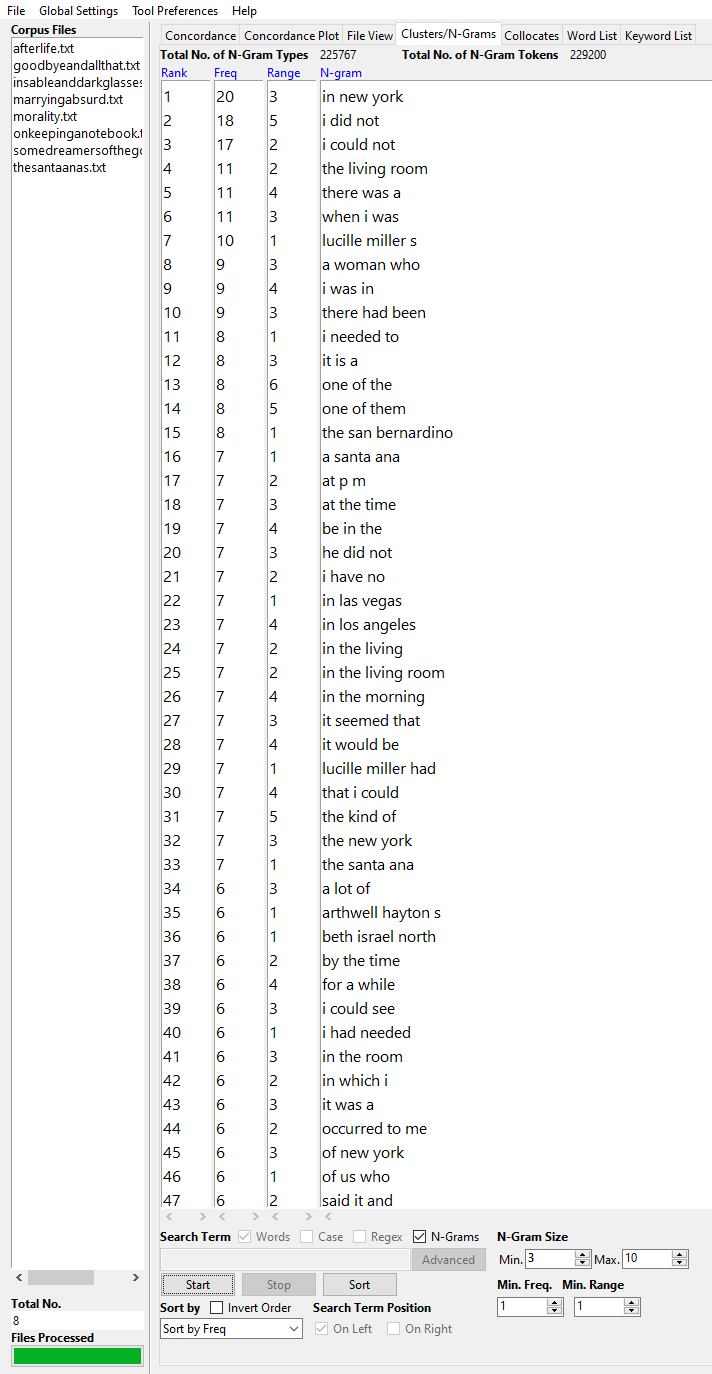 File Global Settings Tool Preferences Help
Corpus Files
afterlife.txt
goodbyeandallthat.txt
insableanddarkglasses
marryingabsurd.txt
morality.txt
onkeepinganotebook.t
somedreamersofthego
thesantaanas.txt
Concordance Concordance Plot File View Clusters/N-Grams Collocates Word List Keyword List
Total No. of N-Gram Types 225767 Total No. of N-Gram Tokens 229200
Rank Freq Range N-gram
1 20 3 in new york
2 18 5 i did not
3 17 2 i could not
4 11 2 the living room
5 11 4 there was a
6 11 3 when i was
7 10 1 lucille miller s
8 9 3 a woman who
9 9 4 i was in
10 9 3 there had been
11 8 1 i needed to
12 8 3 it is a
13 8 6 one of the
14 8 5 one of them
15 8 1 the san bernardino
16 7 1 a santa ana
17 7 2 at p m
18 7 3 at the time
19 7 4 be in the
20 7 3 he did not
21 7 2 i have no
22 7 1 in las vegas
23 7 4 in los angeles
24 7 2 in the living
25 7 2 in the living room
26 7 4 in the morning
27 7 3 it seemed that
28 7 4 it would be
29 7 1 lucille miller had
30 7 4 that i could
31 7 5 the kind of
32 7 3 the new york
33 7 1 the santa ana
34 6 3 a lot of
35 6 1 arthwell hayton s
36 6 1 beth israel north
37 6 2 by the time
38 6 4 for a while
39 6 3 i could see
40 6 1 i had needed
41 6 3 in the room
42 6 2 in which i
43 6 3 it was a
44 6 2 occurred to me
45 6 3 of new york
46 6 1 of us who
47 6 2 said it and
Search Term Words Case Regex N-Grams N-Gram Size
Advanced Min. 3 Max. 10
Start Stop Sort Min. Freq. Min. Range
1 1
Sort by Invert Order Search Term Position
Sort by Freq On Left On Right
Total No.
8
Files Processed